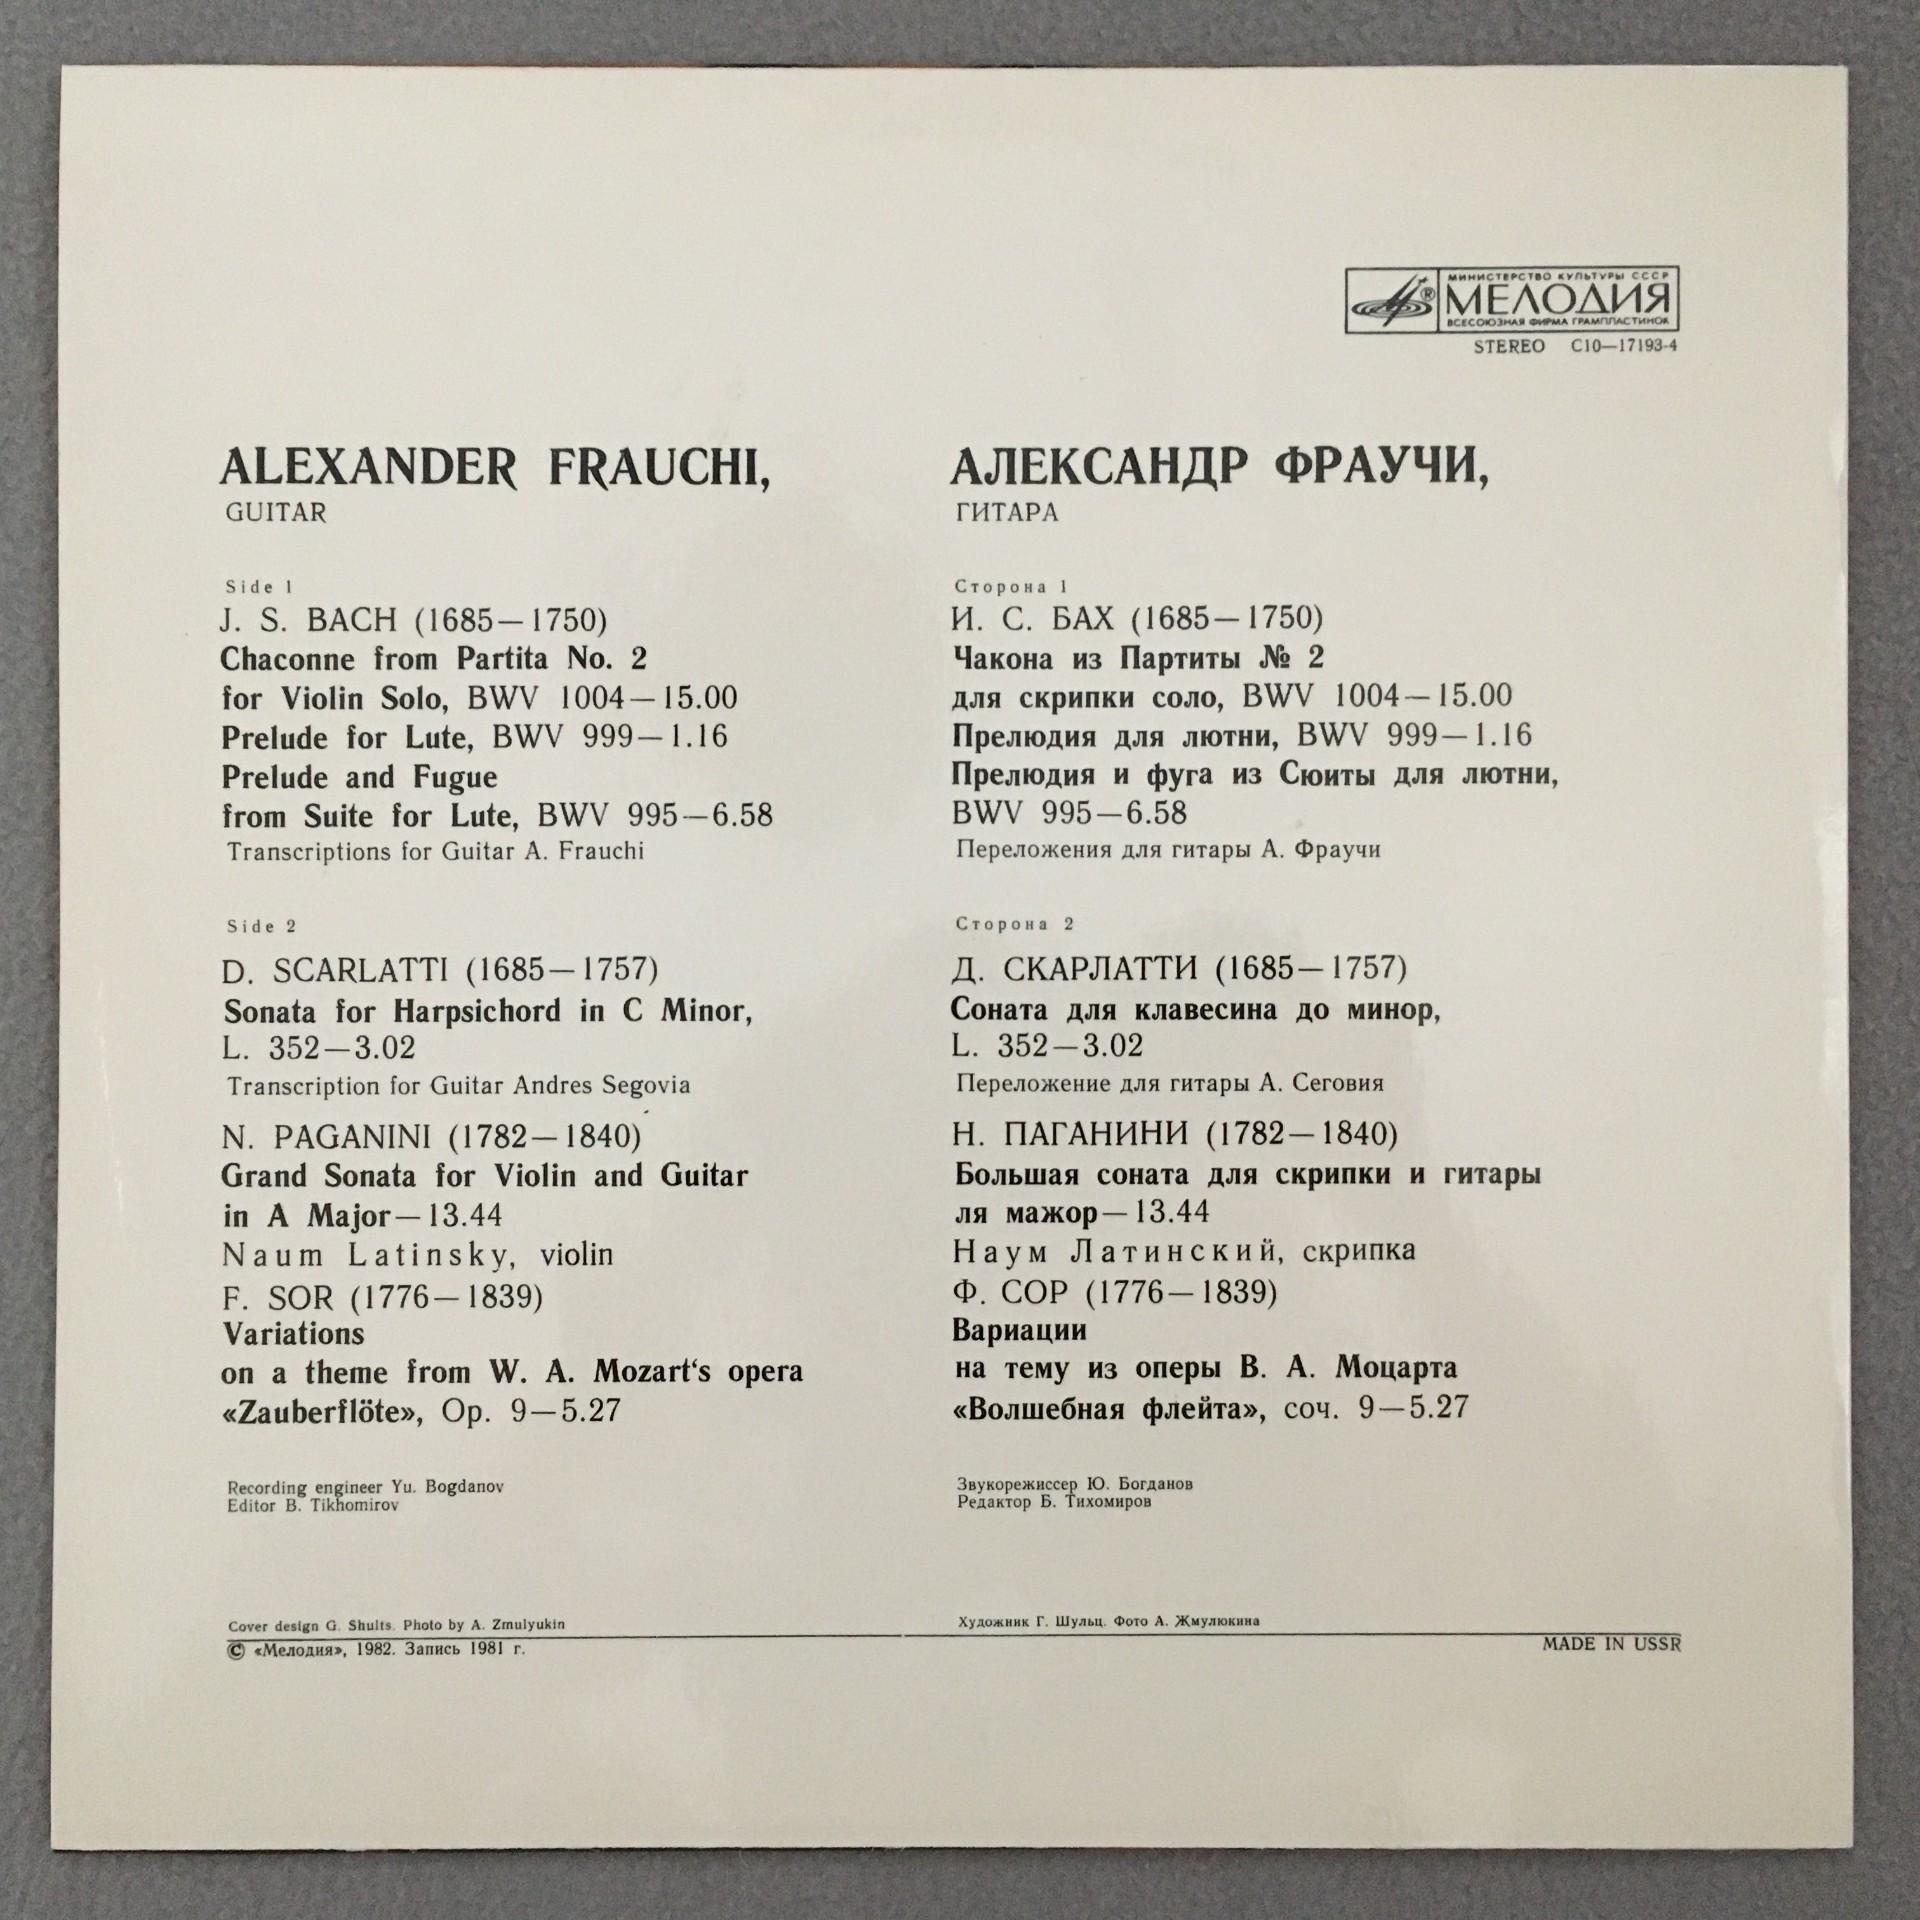 МИНИСТЕРСТВО КУЛЬТУРЫ СССР
МЕЛОДИЯ
ВСЕСОЮЗНАЯ ФИРМА ГРАМПЛАСТИНОК
STEREO C10—17193-4
ALEXANDER FRAUCHI,
GUITAR
Side 1
J. S. BACH (1685—1750)
Chaconne from Partita No. 2
for Violin Solo, BWV 1004—15.00
Prelude for Lute, BWV 999—1.16
Prelude and Fugue
from Suite for Lute, BWV 995—6.58
Transcriptions for Guitar A. Frauchi
Side 2
D. SCARLATTI (1685—1757)
Sonata for Harpsichord in C Minor,
L. 352—3.02
Transcription for Guitar Andres Segovia
N. PAGANINI (1782—1840)
Grand Sonata for Violin and Guitar
in A Major—13.44
Naum Latinsky, violin
F. SOR (1776—1839)
Variations
on a theme from W. A. Mozart‘s opera
«Zauberflöte», Op. 9—5.27
Recording engineer Yu. Bogdanov
Editor B. Tikhomirov
АЛЕКСАНДР ФРАУЧИ,
ГИТАРА
Сторона 1
И. С. БАХ (1685—1750)
Чакона из Партиты № 2
для скрипки соло, BWV 1004—15.00
Прелюдия для лютни, BWV 999—1.16
Прелюдия и фуга из Сюиты для лютни,
BWV 995—6.58
Переложения для гитары А. Фраучи
Сторона 2
Д. СКАРЛАТТИ (1685—1757)
Соната для клавесина до минор,
L. 352—3.02
Переложение для гитары А. Сеговия
Н. ПАГАНИНИ (1782—1840)
Большая соната для скрипки и гитары
ля мажор—13.44
Наум Латинский, скрипка
Ф. СОР (1776—1839)
Вариации
на тему из оперы В. А. Моцарта
«Волшебная флейта», соч. 9—5.27
Звукорежиссер Ю. Богданов
Редактор Б. Тихомиров
Cover design G. Shults. Photo by A. Zmulyukin
Художник Г. Шульц. Фото А. Жмулюкина
© «Мелодия», 1982. Запись 1981 г.
MADE IN USSR